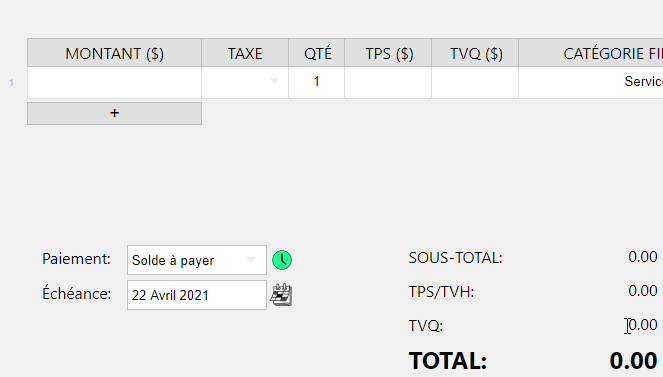 MONTANT ($) TAXE QTÉ TPS ($) TVQ ($) CATÉGORIE FI
1 1 Servic
+
Paiement: Solde à payer
Échéance: 22 Avril 2021
SOUS-TOTAL: 0.00
TPS/TVH: 0.00
TVQ: 0.00
TOTAL: 0.00